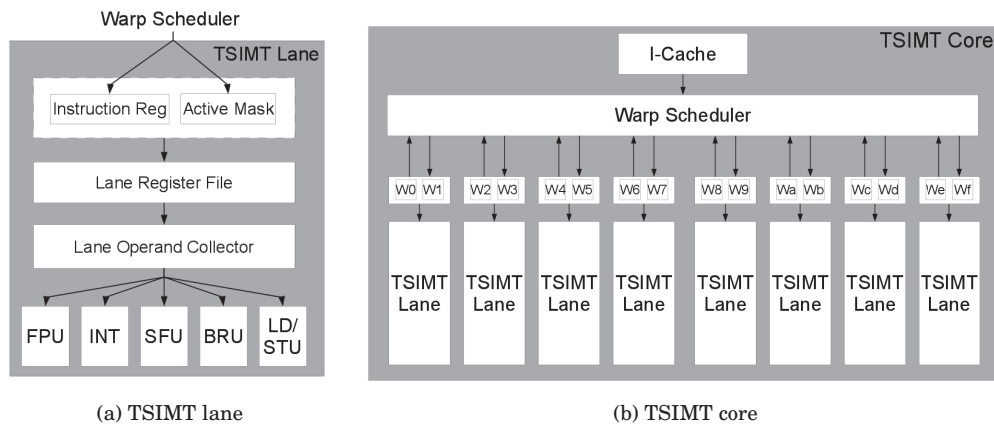 Warp Scheduler
TSIMT Lane
Instruction Reg Active Mask
Lane Register File
Lane Operand Collector
FPU INT SFU BRU LD/
STU
(a) TSIMT lane
TSIMT Core
I-Cache
Warp Scheduler
W0 W1 W2 W3 W4 W5 W6 W7 W8 W9 Wa Wb Wc Wd We Wf
TSIMT TSIMT TSIMT TSIMT TSIMT TSIMT TSIMT TSIMT
Lane Lane Lane Lane Lane Lane Lane Lane
(b) TSIMT core